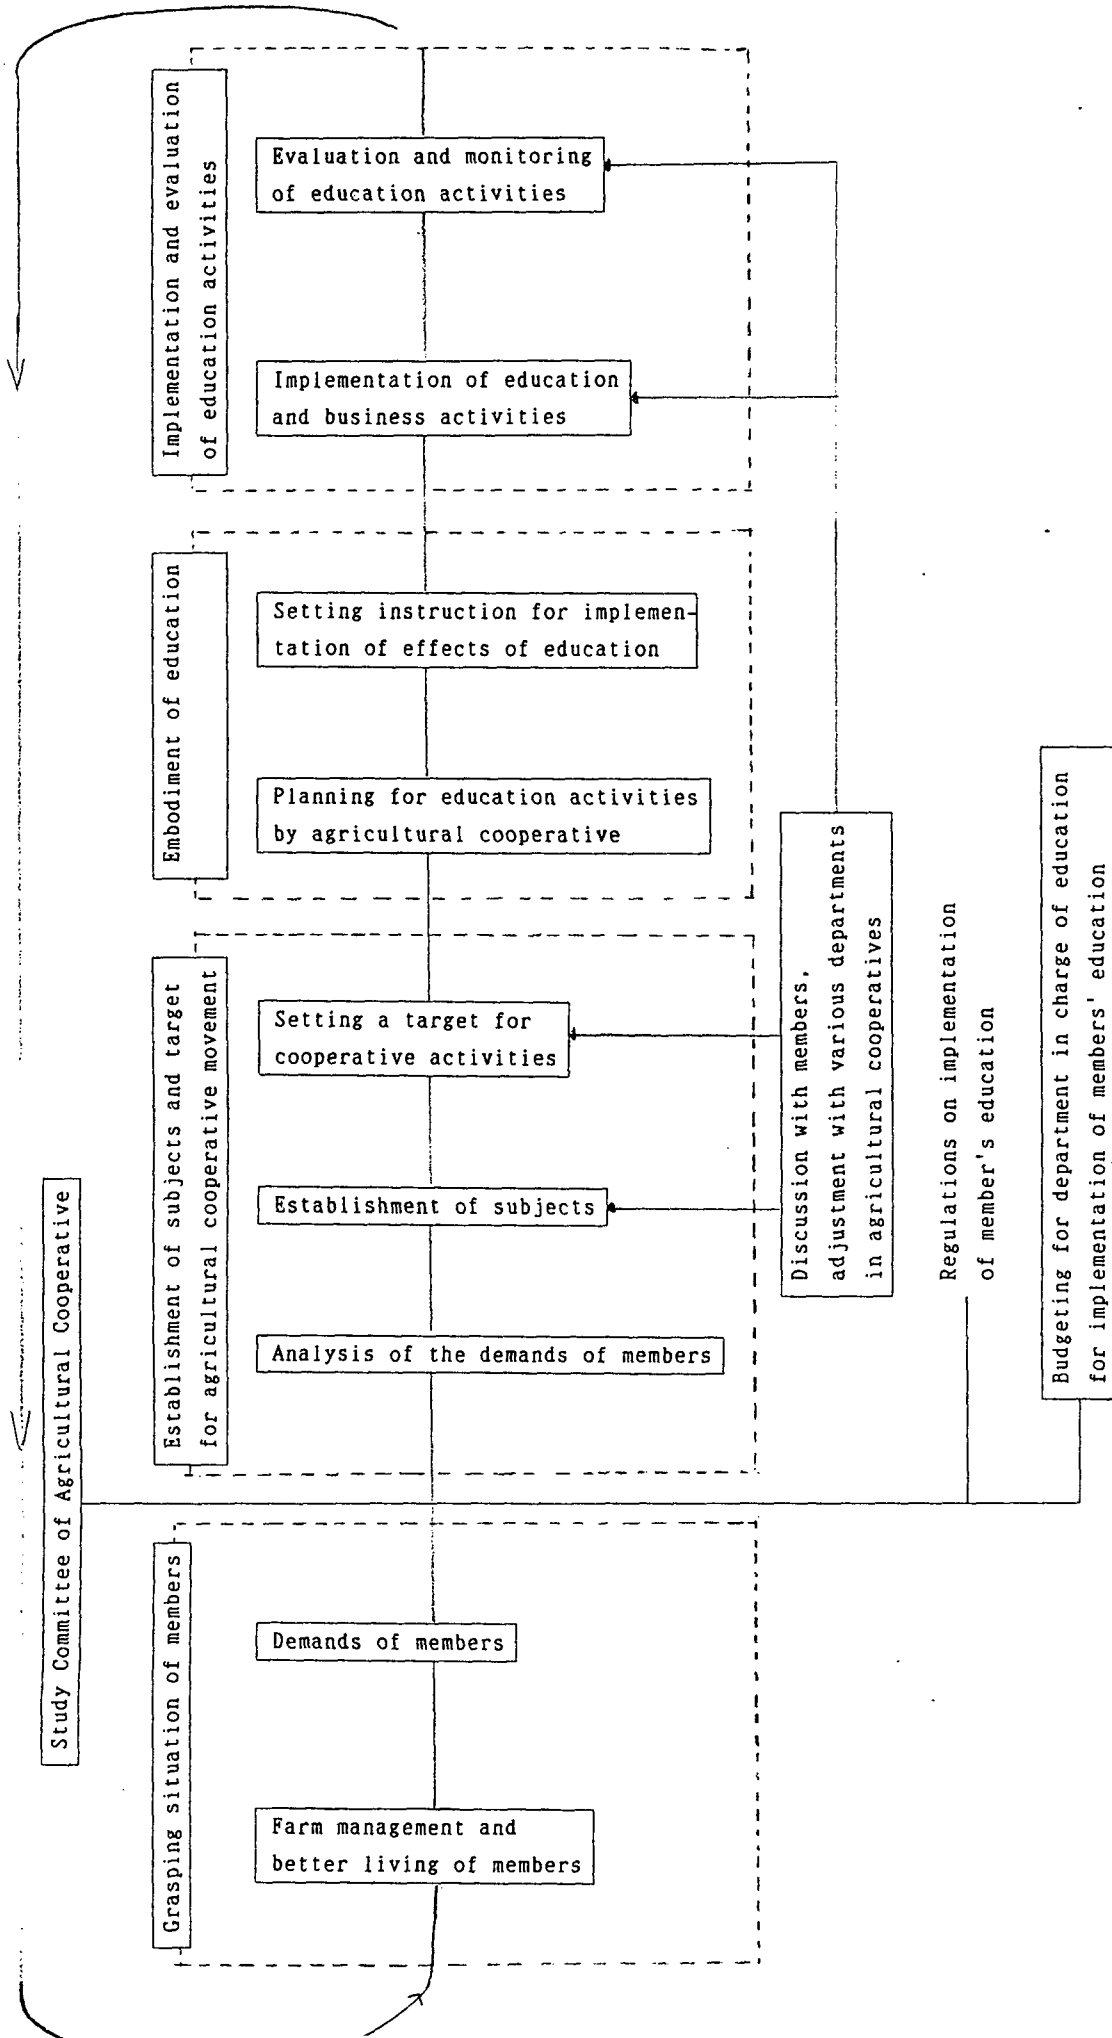 Study Committee of Agricultural Cooperative
Implementation and evaluation
of education activities
Evaluation and monitoring
of education activities
Implementation of education
and business activities
Embodiment of education
Setting instruction for implemen-
tation of effects of education
Planning for education activities
by agricultural cooperative
Establishment of subjects and target
for agricultural cooperative movement
Setting a target for
cooperative activities
Establishment of subjects
Analysis of the demands of members
Grasping situation of members
Demands of members
Farm management and
better living of members
Discussion with members,
adjustment with various departments
in agricultural cooperatives
Regulations on implementation
of member's education
Budgeting for department in charge of education
for implementation of members' education